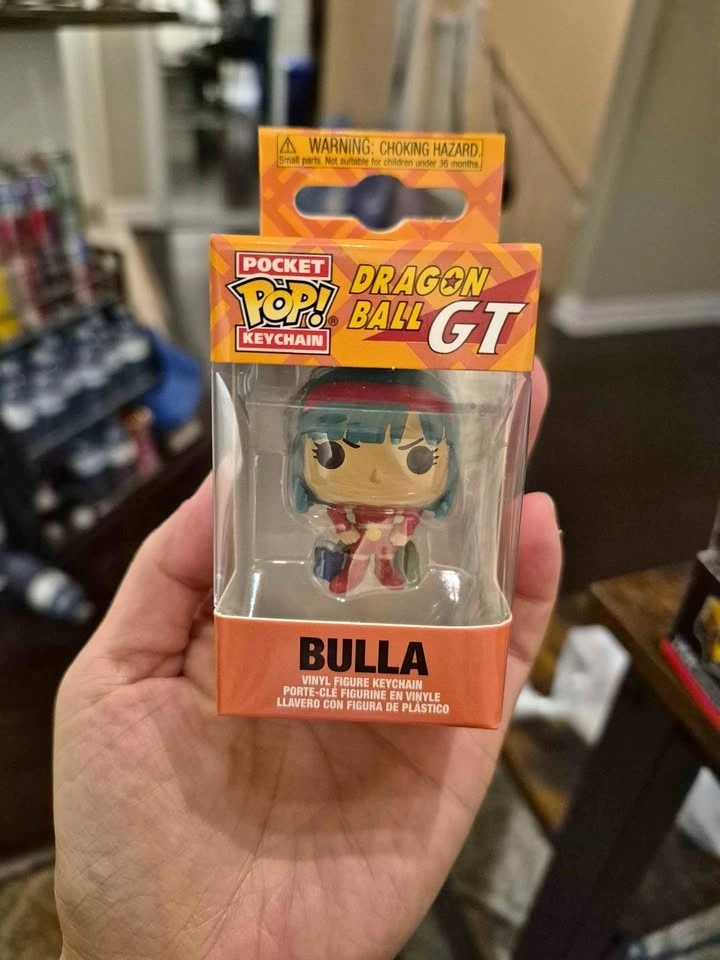 ⚠ WARNING: CHOKING HAZARD.
Small parts. Not suitable for children under 36 months.
POCKET
POP!®
KEYCHAIN
DRAGON
BALL GT
BULLA
VINYL FIGURE KEYCHAIN
PORTE-CLÉ FIGURINE EN VINYLE
LLAVERO CON FIGURA DE PLÁSTICO